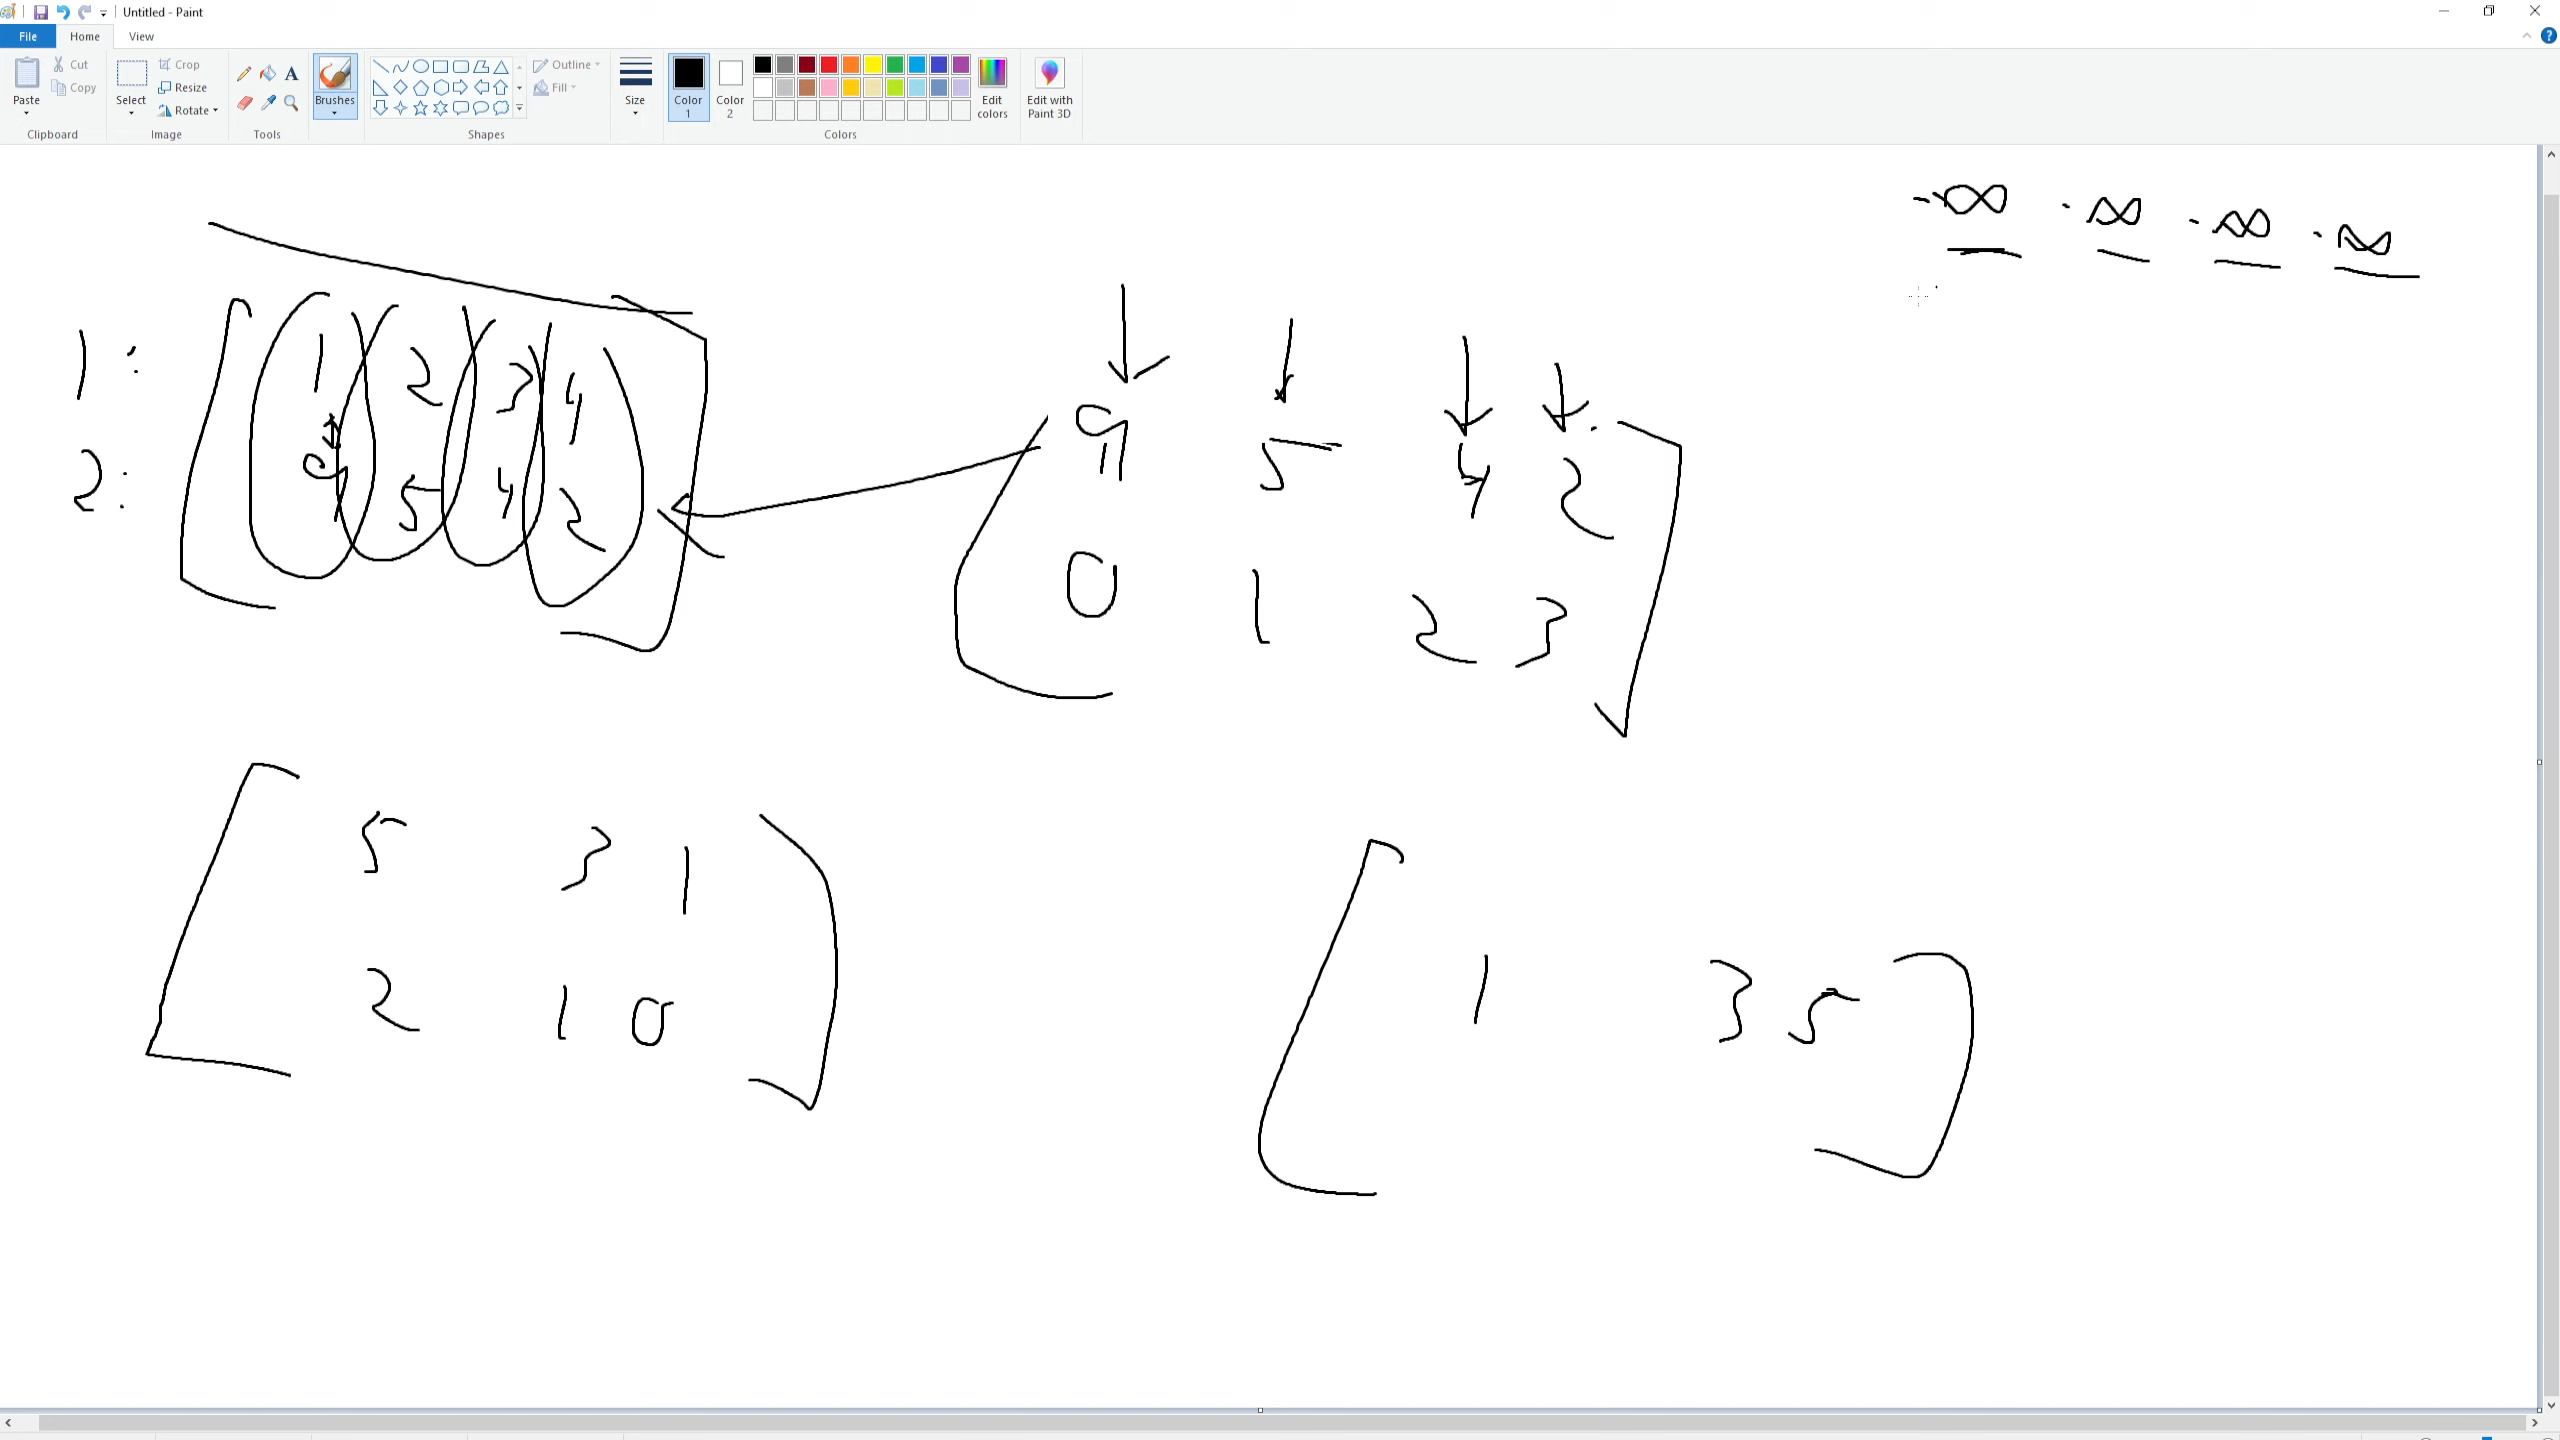 Untitled - Paint
File Home View
Paste Cut Copy Clipboard
Select Crop Resize Rotate Image
A Tools
Brushes
Shapes Outline Fill
Size
Color 1 Color 2 Edit colors Colors
Edit with Paint 3D
-∞ -∞ -∞ -∞
1: 1 2 3 4
2: 9 5 4 2
9 5 4 2
0 1 2 3
5 3 1
2 1 0
1 3 5